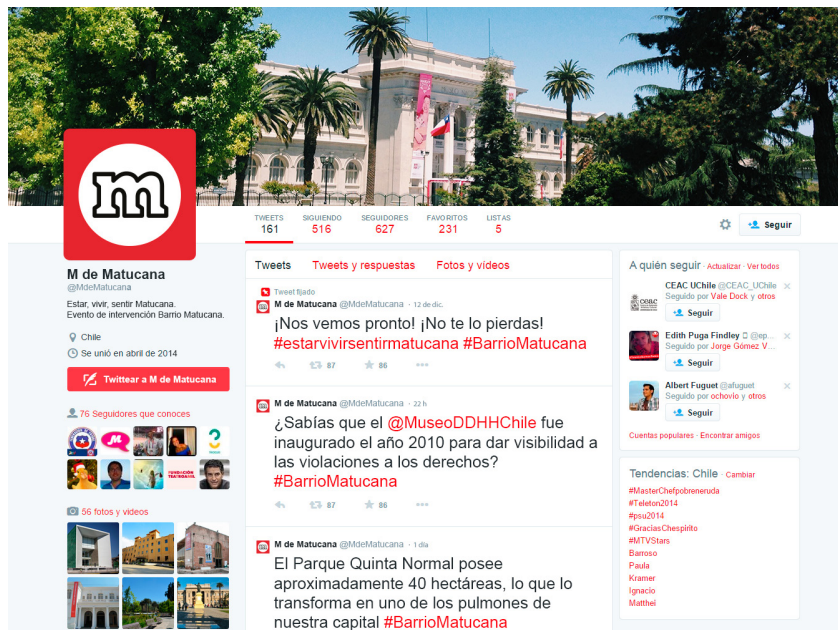 m
TWEETS
161
SIGUIENDO
516
SEGUIDORES
627
FAVORITOS
231
LISTAS
5
Seguir
M de Matucana
@MdeMatucana
Estar, vivir, sentir Matucana.
Evento de intervención Barrio Matucana.
Chile
Se unió en abril de 2014
Twittear a M de Matucana
76 Seguidores que conoces
FUNDACIÓN
TEATROAMIL
56 fotos y videos
Tweets Tweets y respuestas Fotos y vídeos
Tweet fijado
M de Matucana @MdeMatucana · 12 de dic.
¡Nos vemos pronto! ¡No te lo pierdas!
#estarvivirsentirmatucana #BarrioMatucana
87 86
M de Matucana @MdeMatucana · 22 h
¿Sabías que el @MuseoDDHHChile fue
inaugurado el año 2010 para dar visibilidad a
las violaciones a los derechos?
#BarrioMatucana
87 86
M de Matucana @MdeMatucana · 1 día
El Parque Quinta Normal posee
aproximadamente 40 hectáreas, lo que lo
transforma en uno de los pulmones de
nuestra capital #BarrioMatucana
A quién seguir · Actualizar · Ver todos
CEAC UChile @CEAC_UChile
Seguido por Vale Dock y otros
Seguir
ceac
Edith Puga Findley @ep...
Seguido por Jorge Gómez V...
Seguir
Albert Fuguet @afuguet
Seguido por ochovio y otros
Seguir
Cuentas populares · Encontrar amigos
Tendencias: Chile · Cambiar
#MasterChefpobreneruda
#Teleton2014
#psu2014
#GraciasChespirito
#MTVStars
Barroso
Paula
Kramer
Ignacio
Matthei